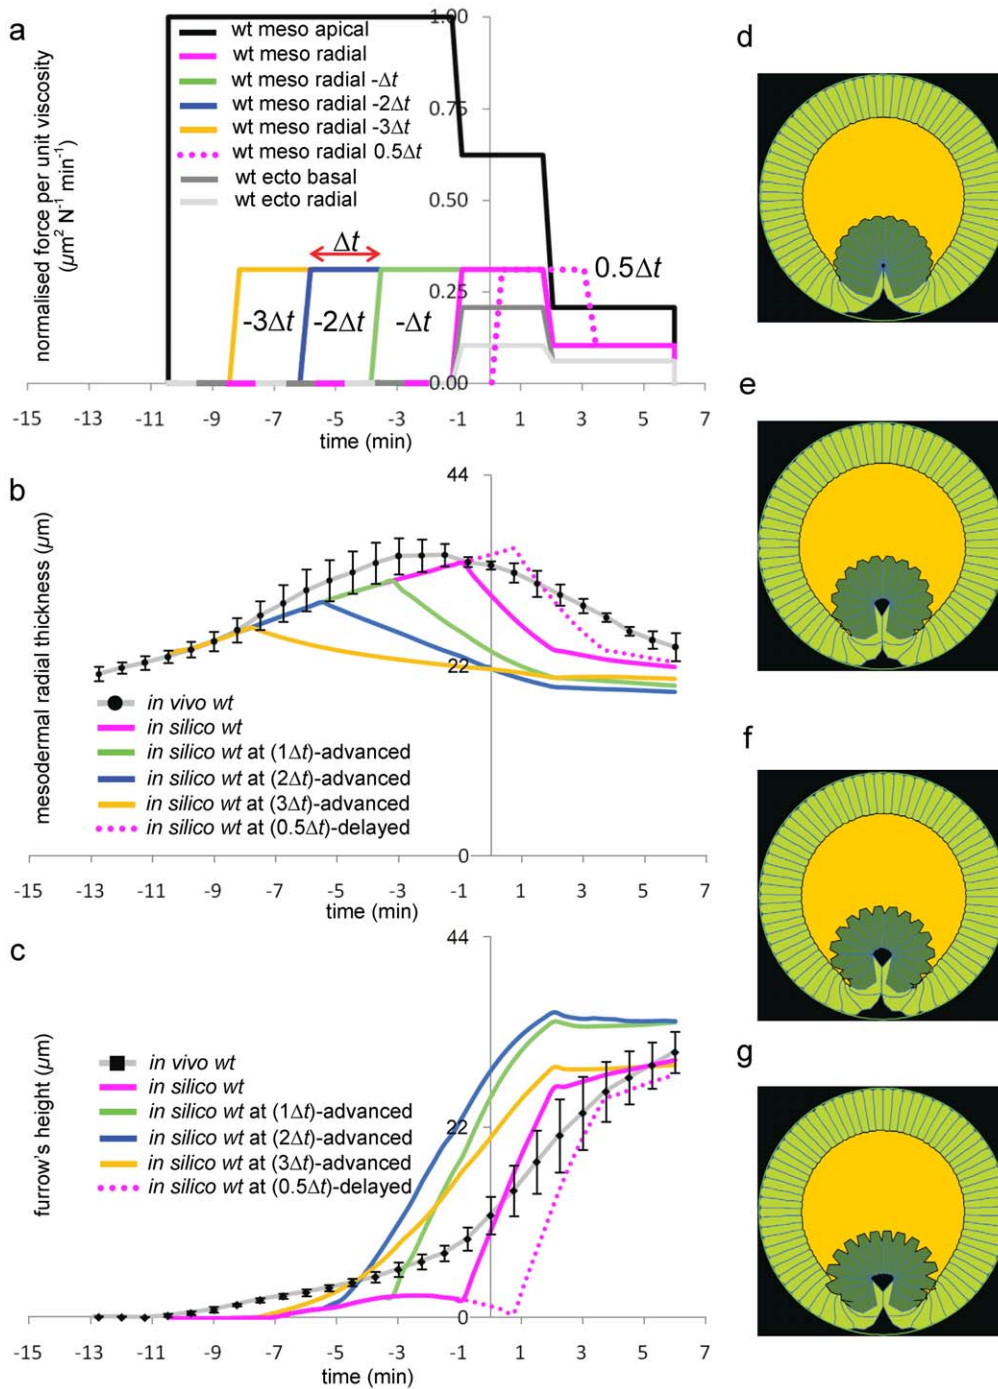 a
1.00
wt meso apical
wt meso radial
wt meso radial -Δt
wt meso radial -2Δt
wt meso radial -3Δt
wt meso radial 0.5Δt
wt ecto basal
wt ecto radial
0.75
0.50
0.25
0.00
normalised force per unit viscosity
(μm² N⁻¹ min⁻¹)
Δt
0.5Δt
-3Δt
-2Δt
-Δt
-15 -13 -11 -9 -7 -5 -3 -1 1 3 5 7
time (min)
b
44
22
0
mesodermal radial thickness (μm)
in vivo wt
in silico wt
in silico wt at (1Δt)-advanced
in silico wt at (2Δt)-advanced
in silico wt at (3Δt)-advanced
in silico wt at (0.5Δt)-delayed
-15 -13 -11 -9 -7 -5 -3 -1 1 3 5 7
time (min)
c
44
22
0
furrow's height (μm)
in vivo wt
in silico wt
in silico wt at (1Δt)-advanced
in silico wt at (2Δt)-advanced
in silico wt at (3Δt)-advanced
in silico wt at (0.5Δt)-delayed
-15 -13 -11 -9 -7 -5 -3 -1 1 3 5 7
time (min)
d
e
f
g